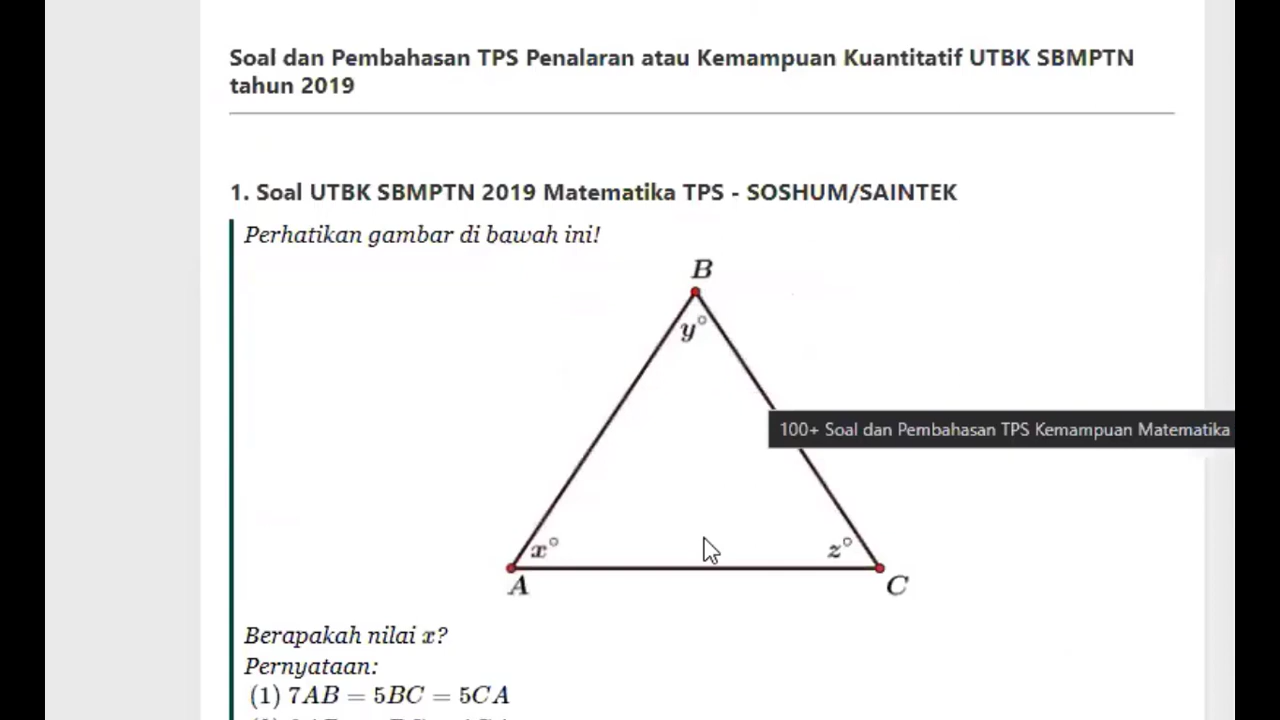 Soal dan Pembahasan TPS Penalaran atau Kemampuan Kuantitatif UTBK SBMPTN
tahun 2019
1. Soal UTBK SBMPTN 2019 Matematika TPS - SOSHUM/SAINTEK
Perhatikan gambar di bawah ini!
B
y°
100+ Soal dan Pembahasan TPS Kemampuan Matematika
x°
z°
A
C
Berapakah nilai x?
Pernyataan:
(1) 7AB = 5BC = 5CA